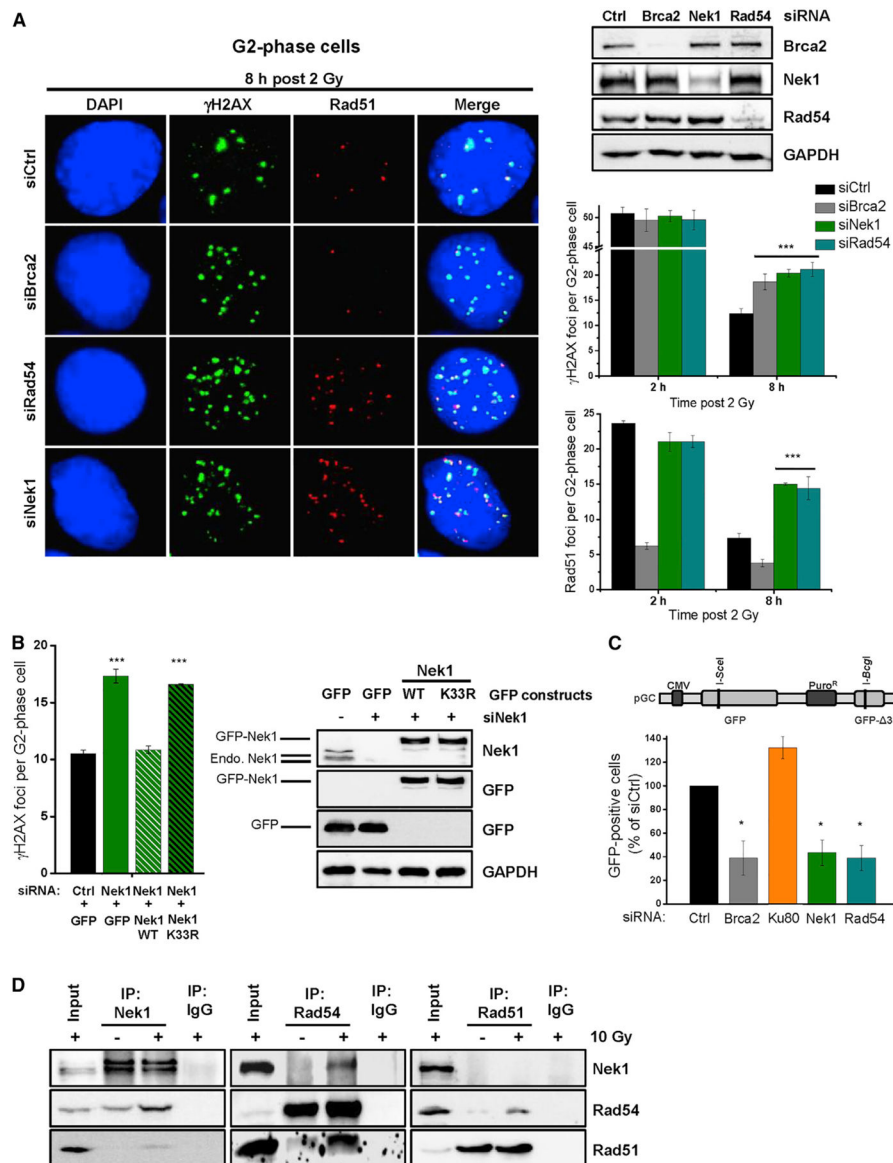 A
G2-phase cells
8 h post 2 Gy
DAPI γH2AX Rad51 Merge
siCtrl
siBrca2
siRad54
siNek1
Ctrl Brca2 Nek1 Rad54 siRNA
Brca2
Nek1
Rad54
GAPDH
siCtrl
siBrca2
siNek1
siRad54
γH2AX foci per G2-phase cell
50
45
20
15
10
5
0
***
2 h 8 h
Time post 2 Gy
Rad51 foci per G2-phase cell
25
20
15
10
5
0
***
2 h 8 h
Time post 2 Gy
B
γH2AX foci per G2-phase cell
20
15
10
5
0
*** ***
siRNA: Ctrl Nek1 Nek1 Nek1
+ + + +
GFP GFP Nek1 Nek1
WT K33R
Nek1
GFP GFP WT K33R GFP constructs
- + + + siNek1
GFP-Nek1
Endo. Nek1
Nek1
GFP-Nek1
GFP
GFP
GFP
GAPDH
C
I-SceI
I-BcgI
CMV
Puro^R
pGC
GFP GFP-Δ3
GFP-positive cells
(% of siCtrl)
140
120
100
80
60
40
20
0
* * *
siRNA: Ctrl Brca2 Ku80 Nek1 Rad54
D
Input IP: Nek1 IP: IgG Input IP: Rad54 IP: IgG Input IP: Rad51 IP: IgG
+ - + + + - + + + - + + 10 Gy
Nek1
Rad54
Rad51